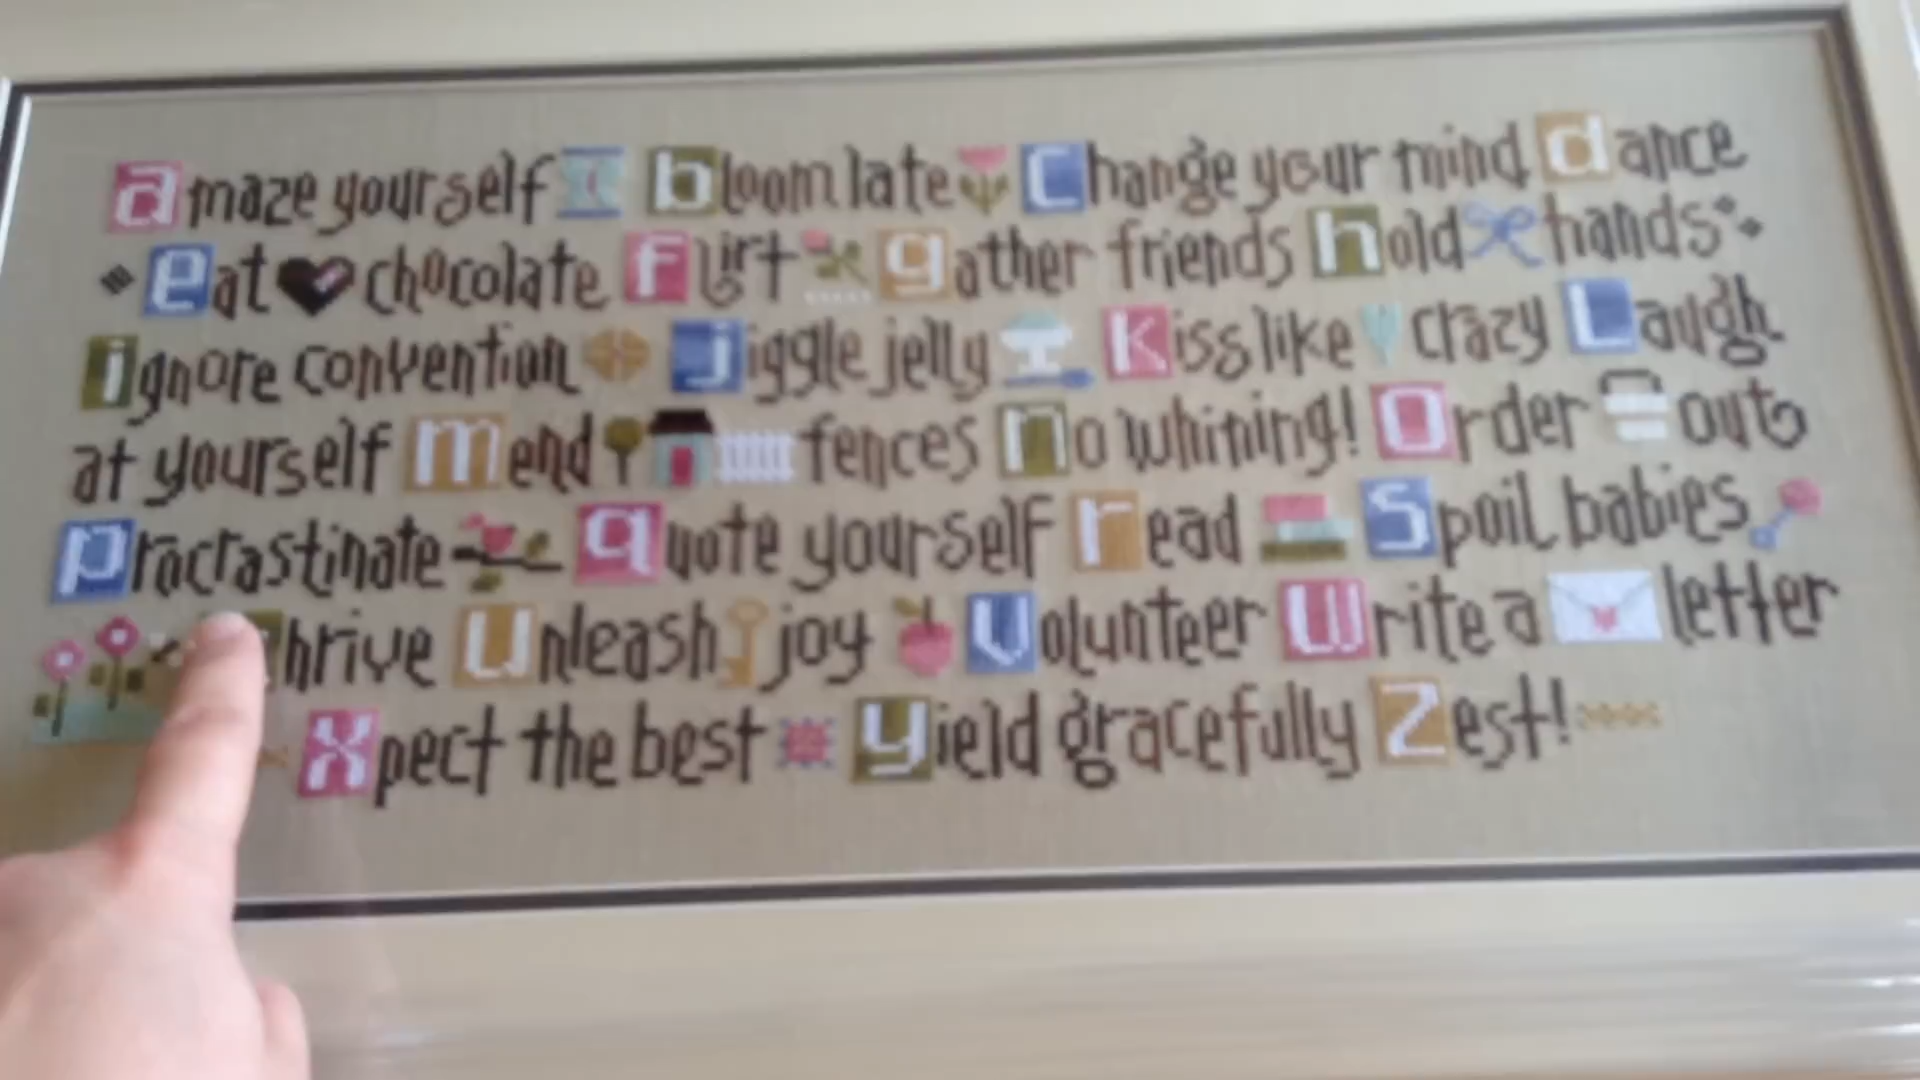 amaze yourself bloom late Change your mind dance
eat chocolate flirt gather friends hold hands
ignore convention jiggle jelly Kiss like crazy Laugh
at yourself mend fences no whining! Order out
procrastinate quote yourself read Spoil babies
hrive Unleash joy Volunteer Write a letter
Xpect the best yield gracefully Zest!